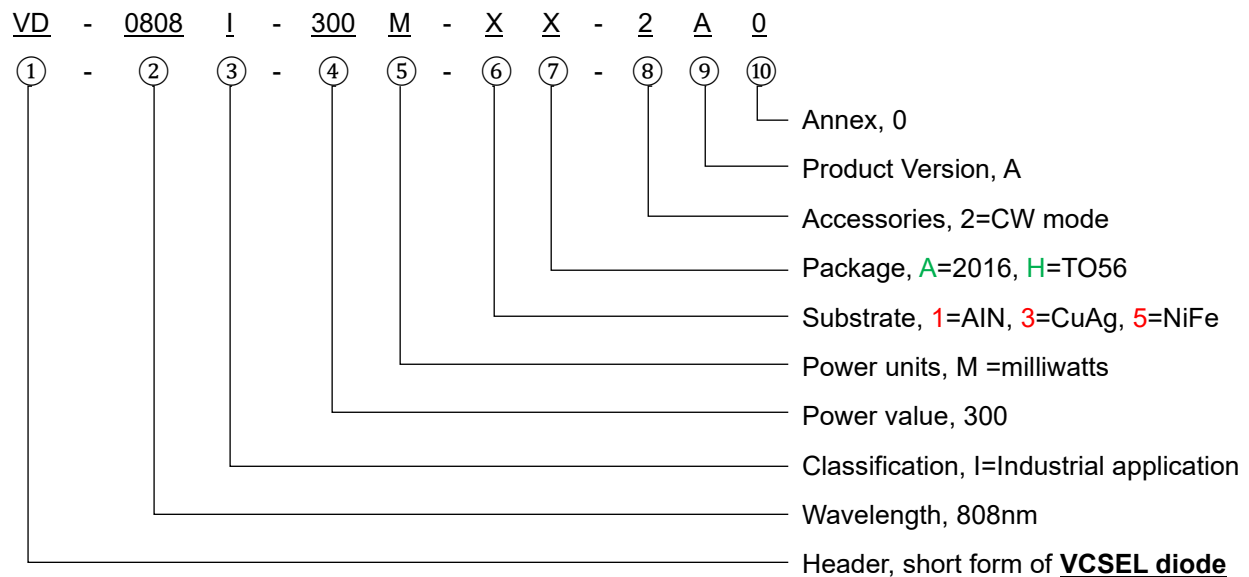 VD - 0808 I - 300 M - X X - 2 A 0
① - ② ③ - ④ ⑤ - ⑥ ⑦ - ⑧ ⑨ ⑩
Annex, 0
Product Version, A
Accessories, 2=CW mode
Package, A=2016, H=TO56
Substrate, 1=AlN, 3=CuAg, 5=NiFe
Power units, M =milliwatts
Power value, 300
Classification, I=Industrial application
Wavelength, 808nm
Header, short form of VCSEL diode